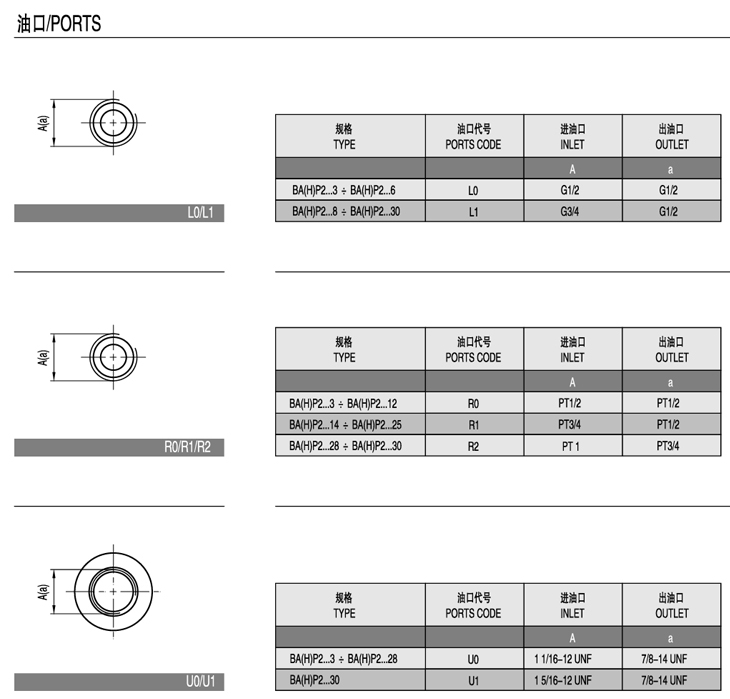 油口/PORTS
A(a)
L0/L1
规格 油口代号 进油口 出油口
TYPE PORTS CODE INLET OUTLET
A a
BA(H)P2...3 ÷ BA(H)P2...6 L0 G1/2 G1/2
BA(H)P2...8 ÷ BA(H)P2...30 L1 G3/4 G1/2
A(a)
R0/R1/R2
规格 油口代号 进油口 出油口
TYPE PORTS CODE INLET OUTLET
A a
BA(H)P2...3 ÷ BA(H)P2...12 R0 PT1/2 PT1/2
BA(H)P2...14 ÷ BA(H)P2...25 R1 PT3/4 PT1/2
BA(H)P2...28 ÷ BA(H)P2...30 R2 PT 1 PT3/4
A(a)
U0/U1
规格 油口代号 进油口 出油口
TYPE PORTS CODE INLET OUTLET
A a
BA(H)P2...3 ÷ BA(H)P2...28 U0 1 1/16-12 UNF 7/8-14 UNF
BA(H)P2...30 U1 1 5/16-12 UNF 7/8-14 UNF